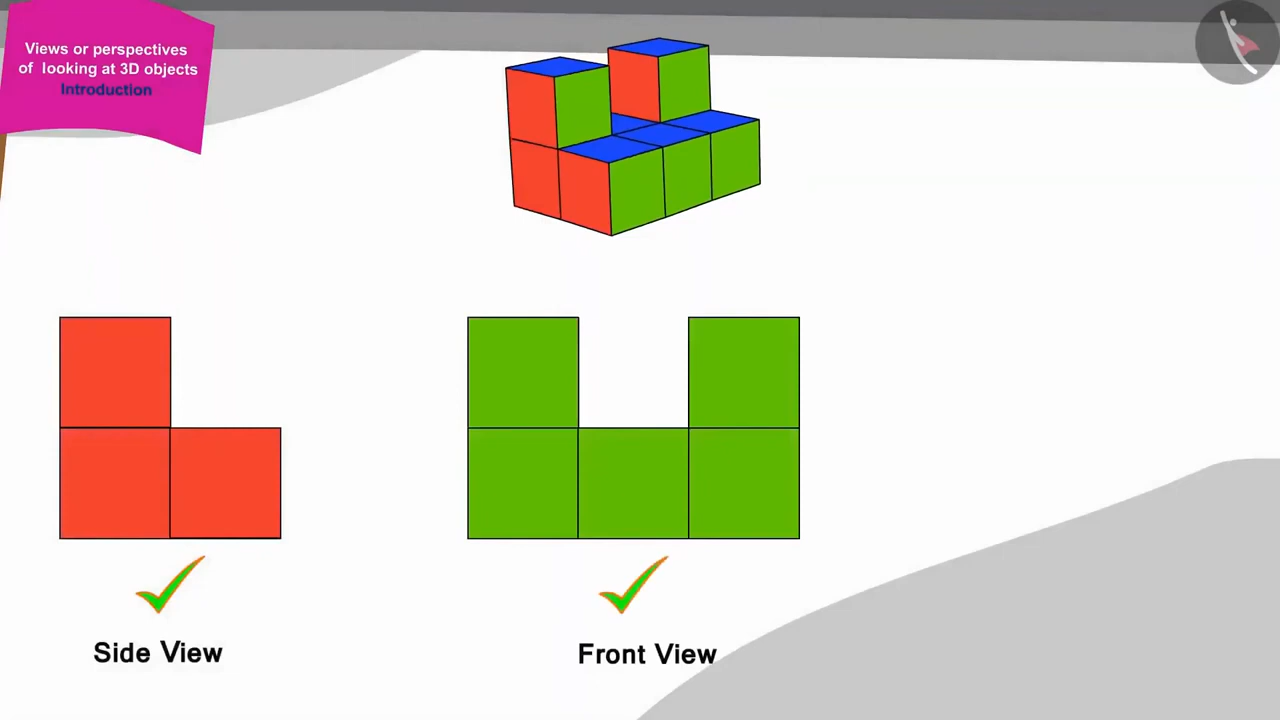 Views or perspectives
of looking at 3D objects
Introduction
Side View
Front View